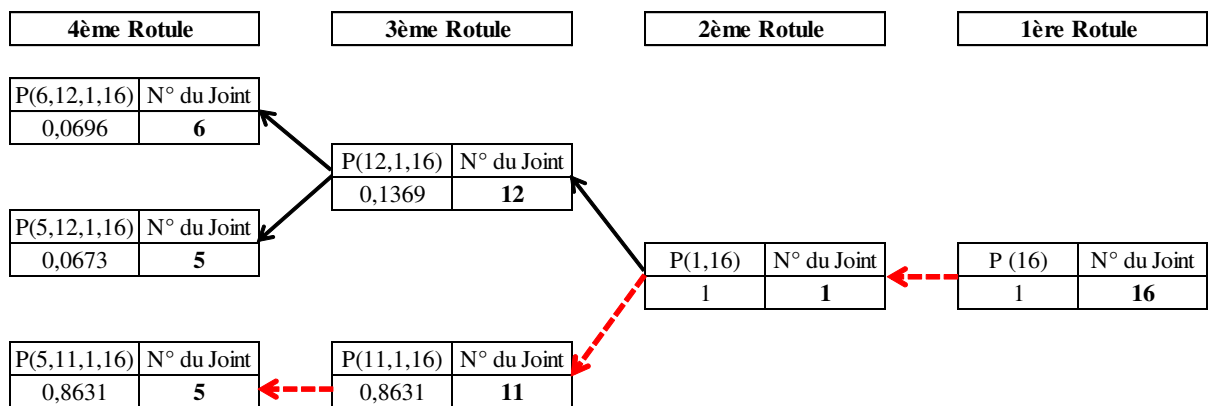 4ème Rotule 3ème Rotule 2ème Rotule 1ère Rotule
P(6,12,1,16) N° du Joint
0,0696 6
P(12,1,16) N° du Joint
0,1369 12
P(5,12,1,16) N° du Joint
0,0673 5
P(1,16) N° du Joint P (16) N° du Joint
1 1 1 16
P(5,11,1,16) N° du Joint P(11,1,16) N° du Joint
0,8631 5 0,8631 11